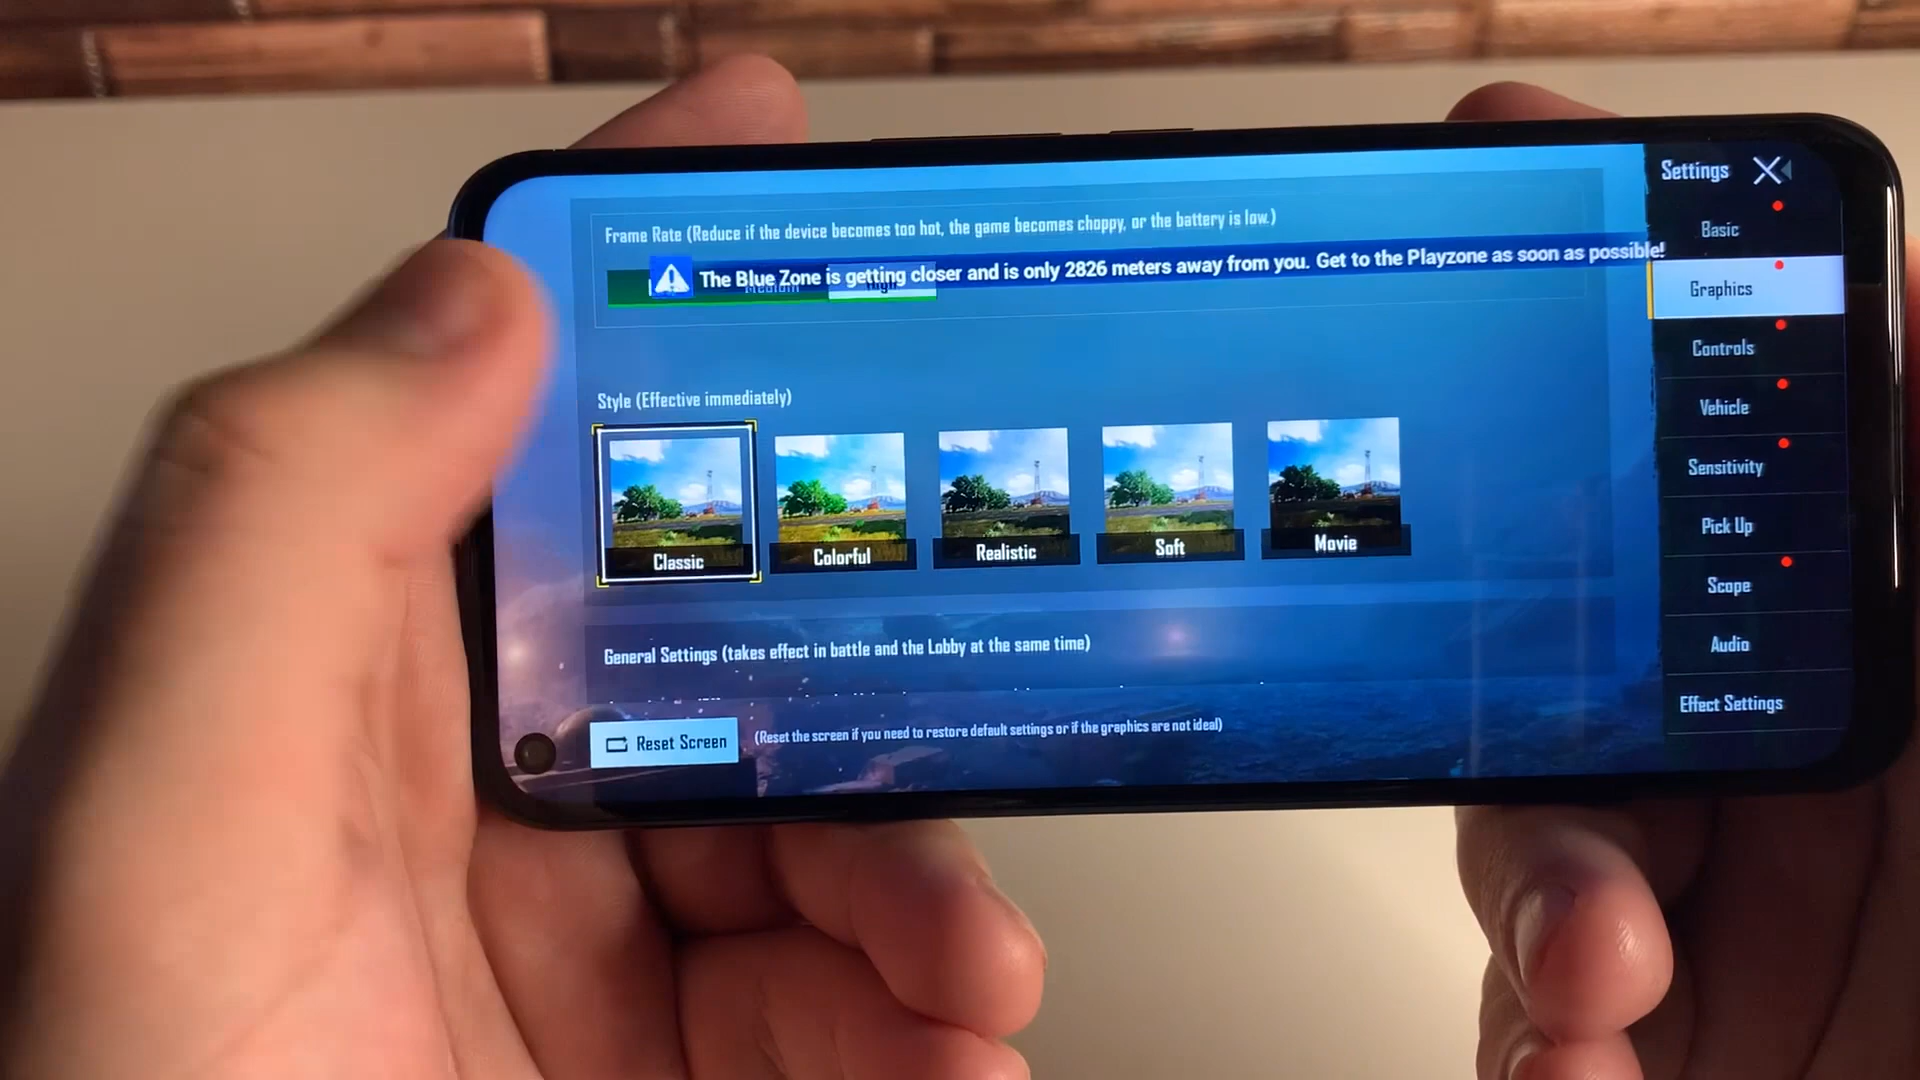 Settings
Frame Rate (Reduce if the device becomes too hot, the game becomes choppy, or the battery is low.)
The Blue Zone is getting closer and is only 2826 meters away from you. Get to the Playzone as soon as possible!
Medium
High
Style (Effective immediately)
Classic
Colorful
Realistic
Soft
Movie
General Settings (takes effect in battle and the Lobby at the same time)
Reset Screen
(Reset the screen if you need to restore default settings or if the graphics are not ideal)
Basic
Graphics
Controls
Vehicle
Sensitivity
Pick Up
Scope
Audio
Effect Settings